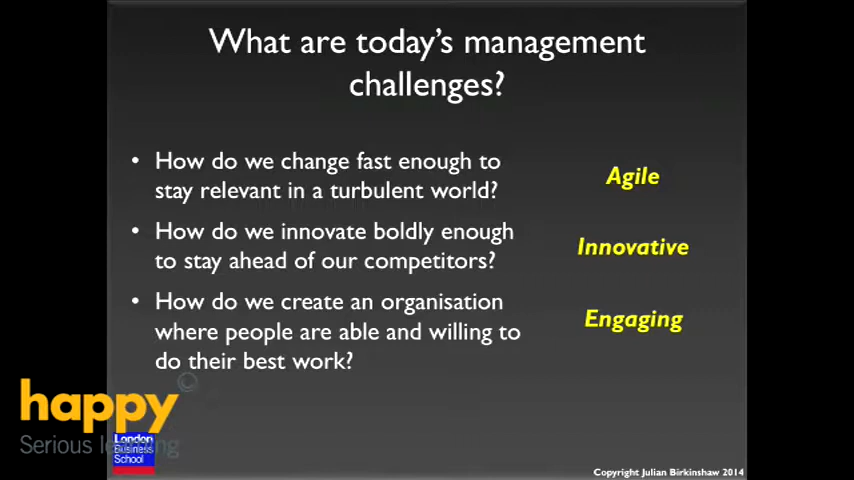 What are today's management
challenges?
• How do we change fast enough to
stay relevant in a turbulent world?
Agile
• How do we innovate boldly enough
to stay ahead of our competitors?
Innovative
• How do we create an organisation
where people are able and willing to
do their best work?
Engaging
happy©
Serious learning
London
Business
School
Copyright Julian Birkinshaw 2014